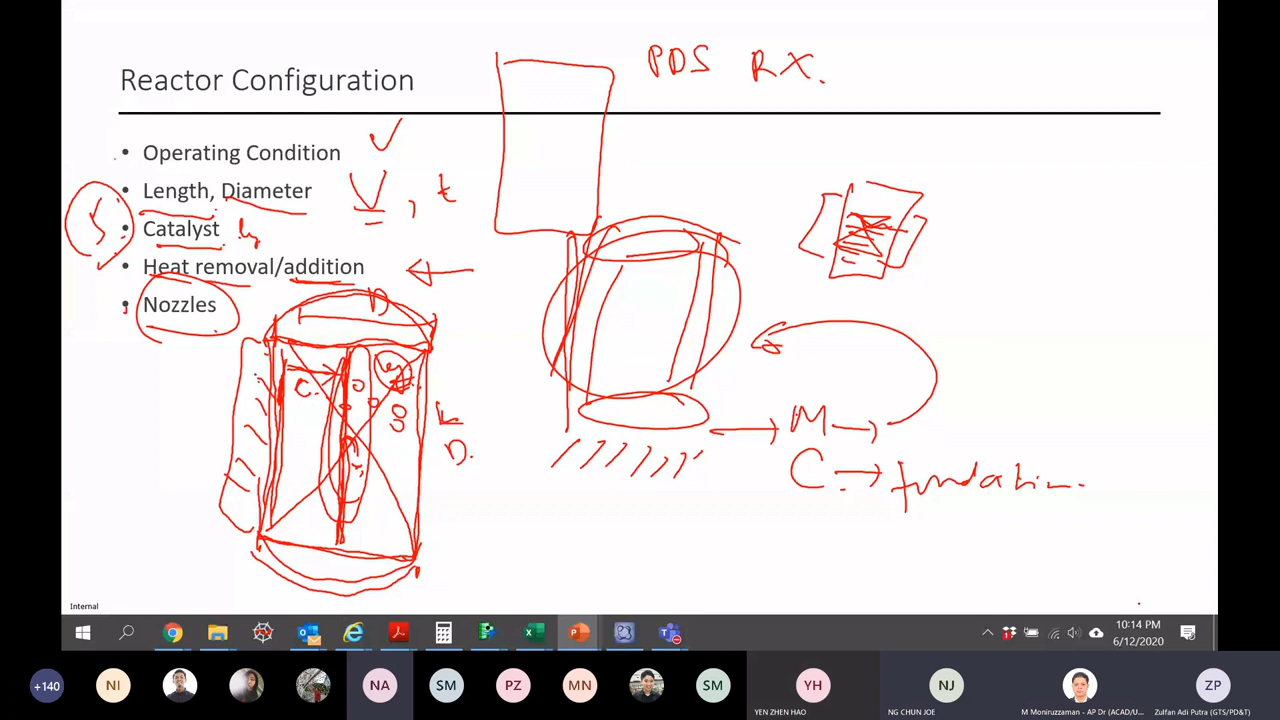 PDS RX.
Reactor Configuration
• Operating Condition
• Length, Diameter
V, t
• Catalyst
• Heat removal/addition
• Nozzles
D
C.
D.
M
C. → fundation.
Internal
10:14 PM
6/12/2020
+140
NI
NA
SM
PZ
MN
SM
YH
NJ
ZP
YEN ZHEN HAO
NG CHUN JOE
M Moniruzzaman - AP Dr (ACAD/U...
Zulfan Adi Putra (GTS/PD&T)